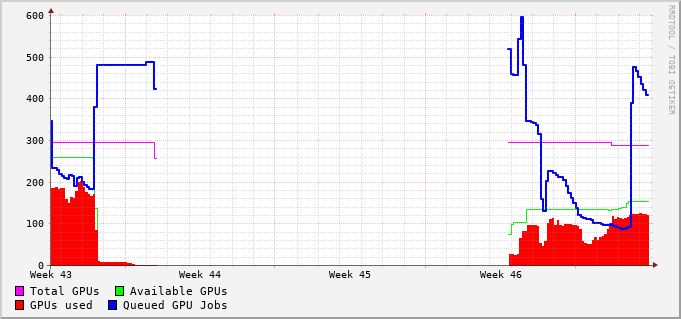 600
500
400
300
200
100
0
Week 43 Week 44 Week 45 Week 46
Total GPUs Available GPUs
GPUs used Queued GPU Jobs
RRDTOOL / TOBI OETIKER